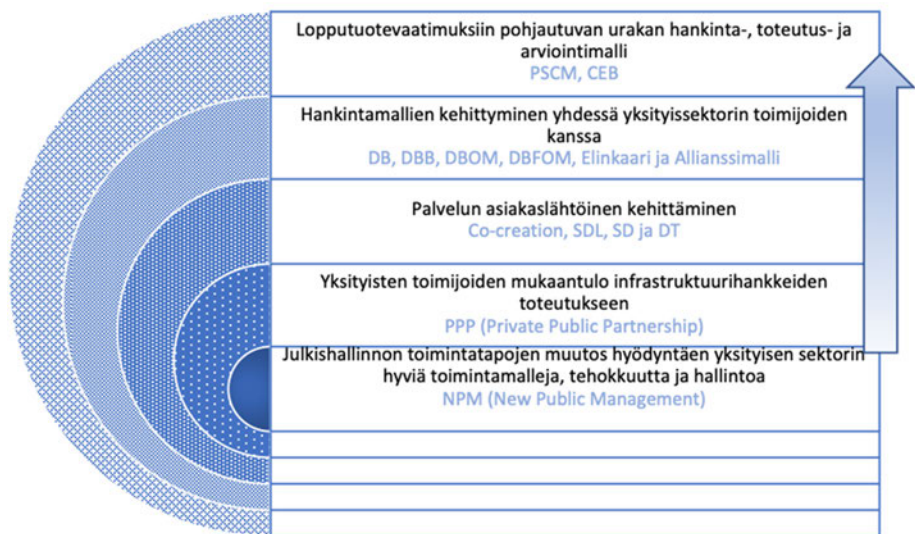 Lopputuotevaatimuksiin pohjautuvan urakan hankinta-, toteutus- ja
arviointimalli
PSCM, CEB
Hankintamallien kehittyminen yhdessä yksityissektorin toimijoiden
kanssa
DB, DBB, DBOM, DBFOM, Elinkaari ja Allianssimalli
Palvelun asiakaslähtöinen kehittäminen
Co-creation, SDL, SD ja DT
Yksityisten toimijoiden mukaantulo infrastruktuurihankkeiden
toteutukseen
PPP (Private Public Partnership)
Julkishallinnon toimintatapojen muutos hyödyntäen yksityisen sektorin
hyviä toimintamalleja, tehokkuutta ja hallintoa
NPM (New Public Management)